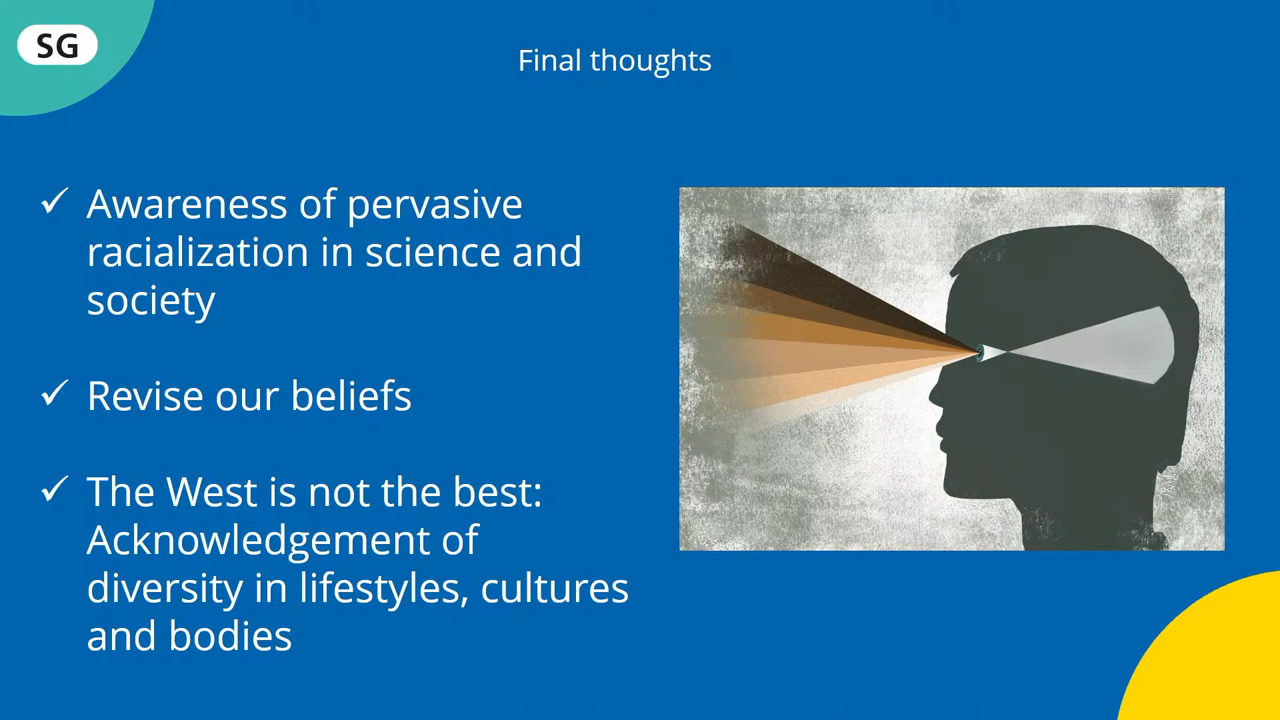 SG
Final thoughts
✓ Awareness of pervasive
racialization in science and
society
✓ Revise our beliefs
✓ The West is not the best:
Acknowledgement of
diversity in lifestyles, cultures
and bodies